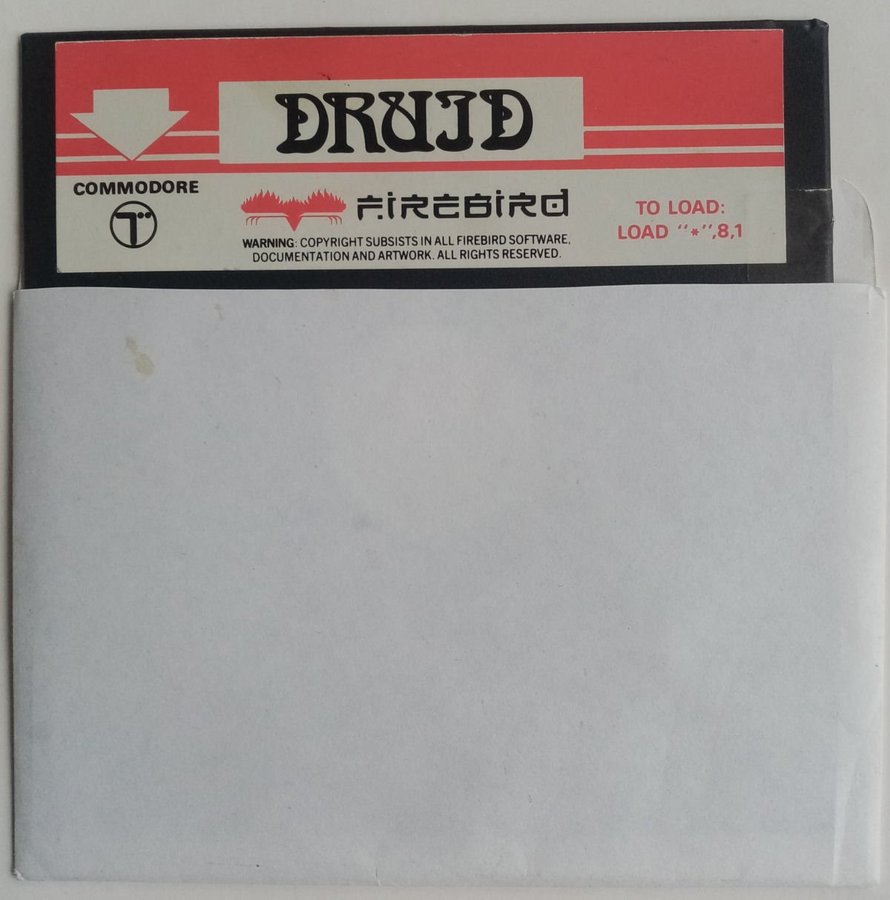 DRUID
COMMODORE
T
FIREBIRD
WARNING: COPYRIGHT SUBSISTS IN ALL FIREBIRD SOFTWARE,
DOCUMENTATION AND ARTWORK. ALL RIGHTS RESERVED.
TO LOAD:
LOAD "*",8,1